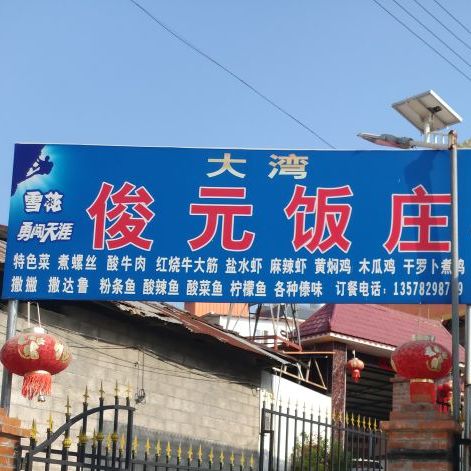 大湾
雪花
勇闯天涯
俊元饭庄
特色菜 煮螺丝 酸牛肉 红烧牛大筋 盐水虾 麻辣虾 黄焖鸡 木瓜鸡 干罗卜煮鸡
撒撇 撒达鲁 粉条鱼 酸辣鱼 酸菜鱼 柠檬鱼 各种傣味 订餐电话: